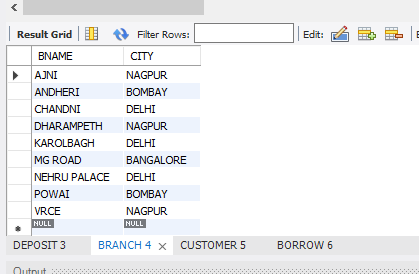 Result Grid Filter Rows: Edit:
BNAME CITY
AJNI NAGPUR
ANDHERI BOMBAY
CHANDNI DELHI
DHARAMPETH NAGPUR
KAROLBAGH DELHI
MG ROAD BANGALORE
NEHRU PALACE DELHI
POWAI BOMBAY
VRCE NAGPUR
NULL NULL
DEPOSIT 3 BRANCH 4 CUSTOMER 5 BORROW 6
Output